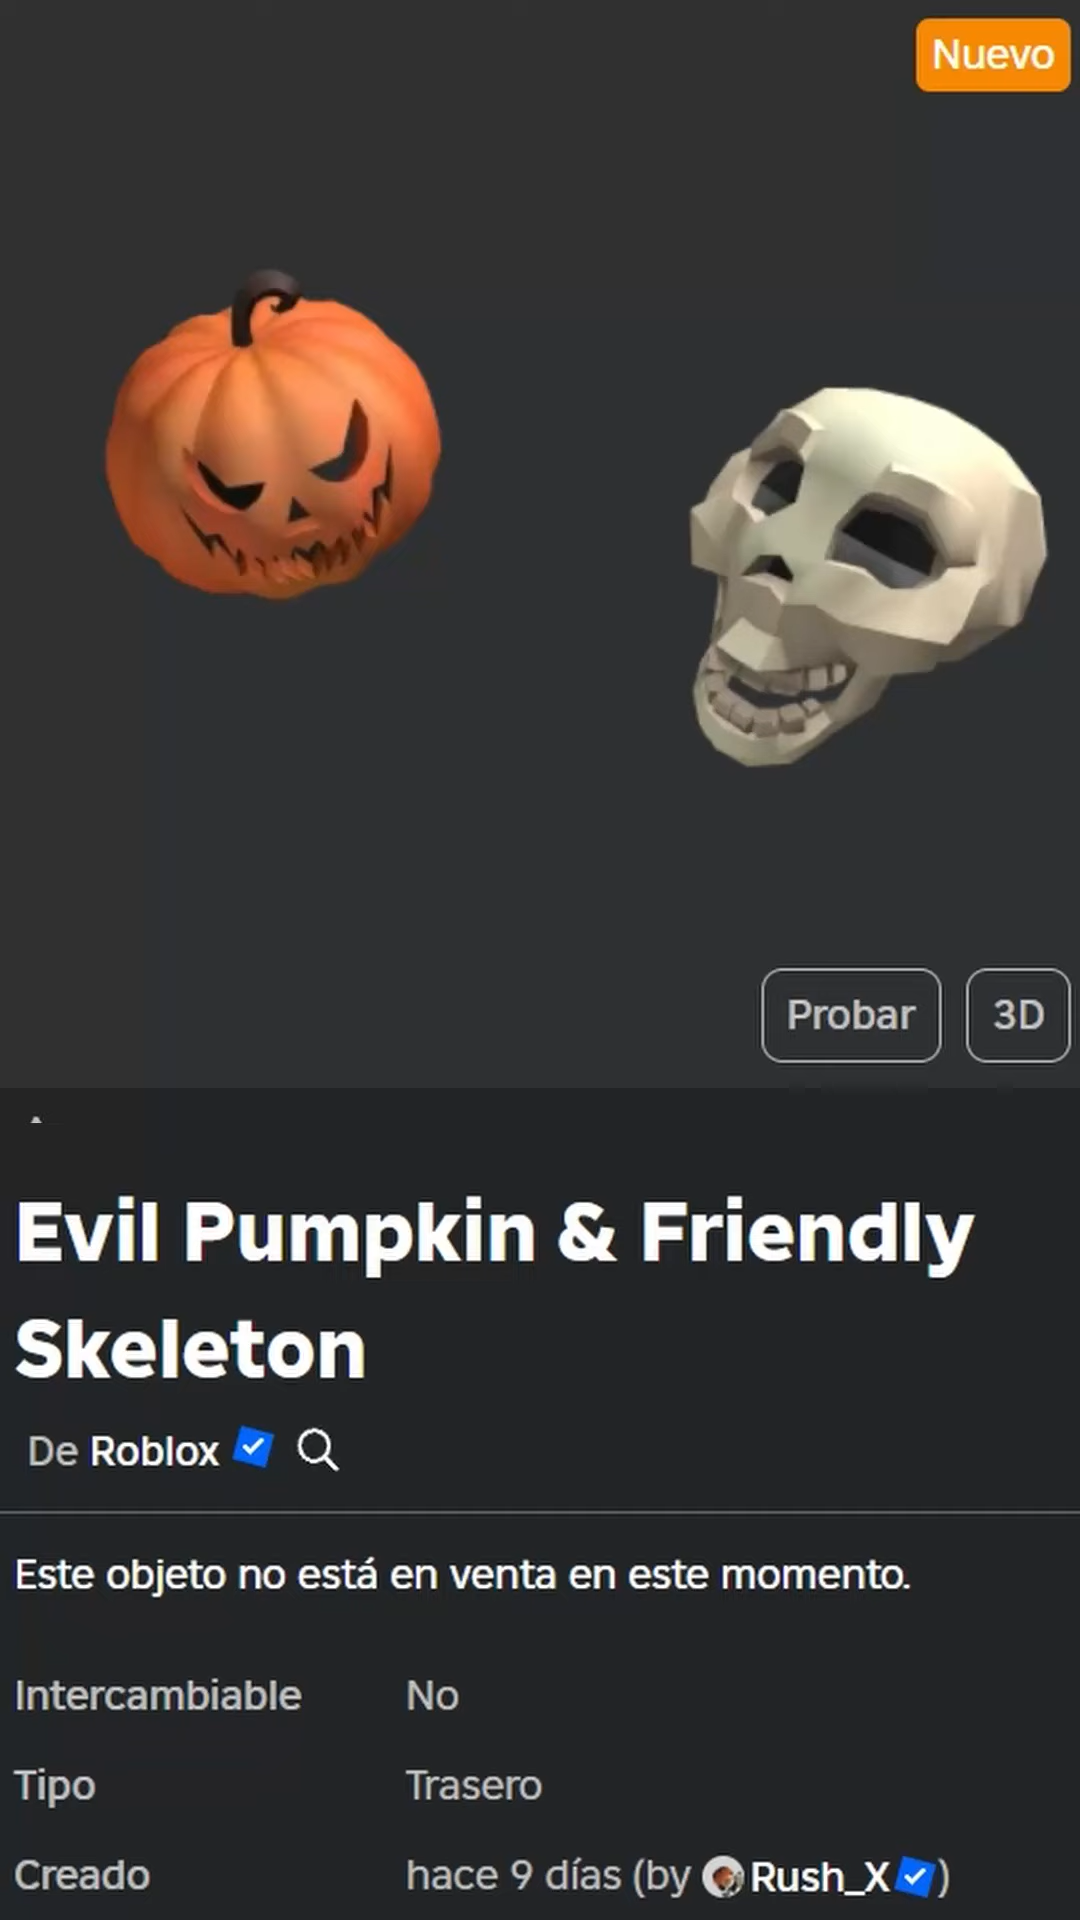 Nuevo
Probar
3D
Evil Pumpkin & Friendly
Skeleton
De Roblox
Este objeto no está en venta en este momento.
Intercambiable No
Tipo Trasero
Creado hace 9 días (by Rush_X)